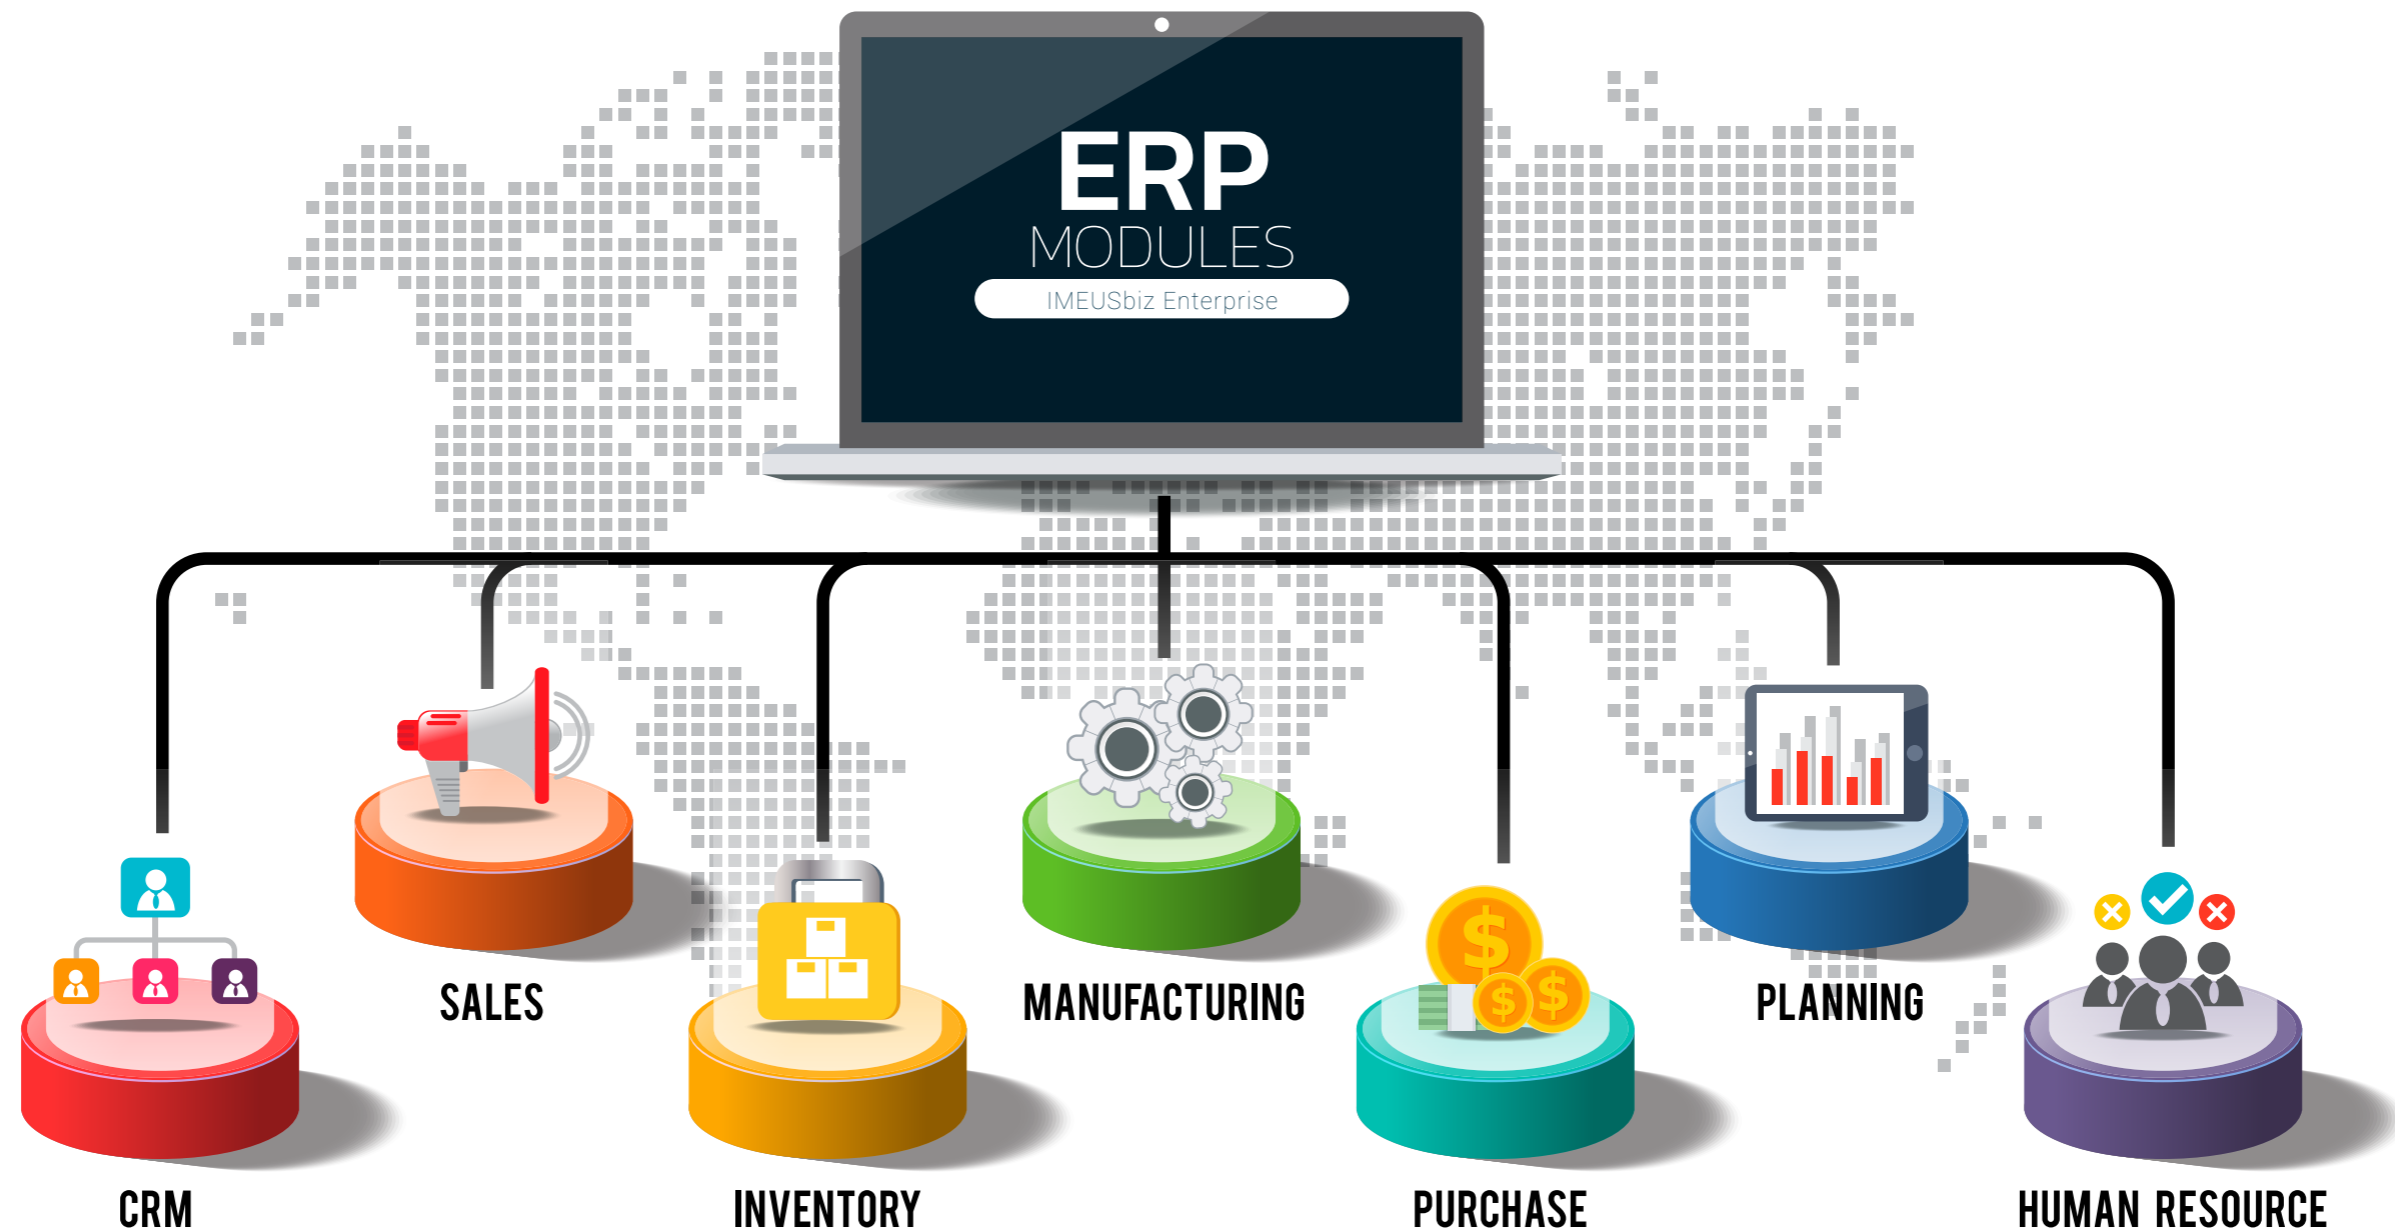 ERP
MODULES
IMEUSbiz Enterprise
SALES
MANUFACTURING
PLANNING
CRM
INVENTORY
PURCHASE
HUMAN RESOURCE